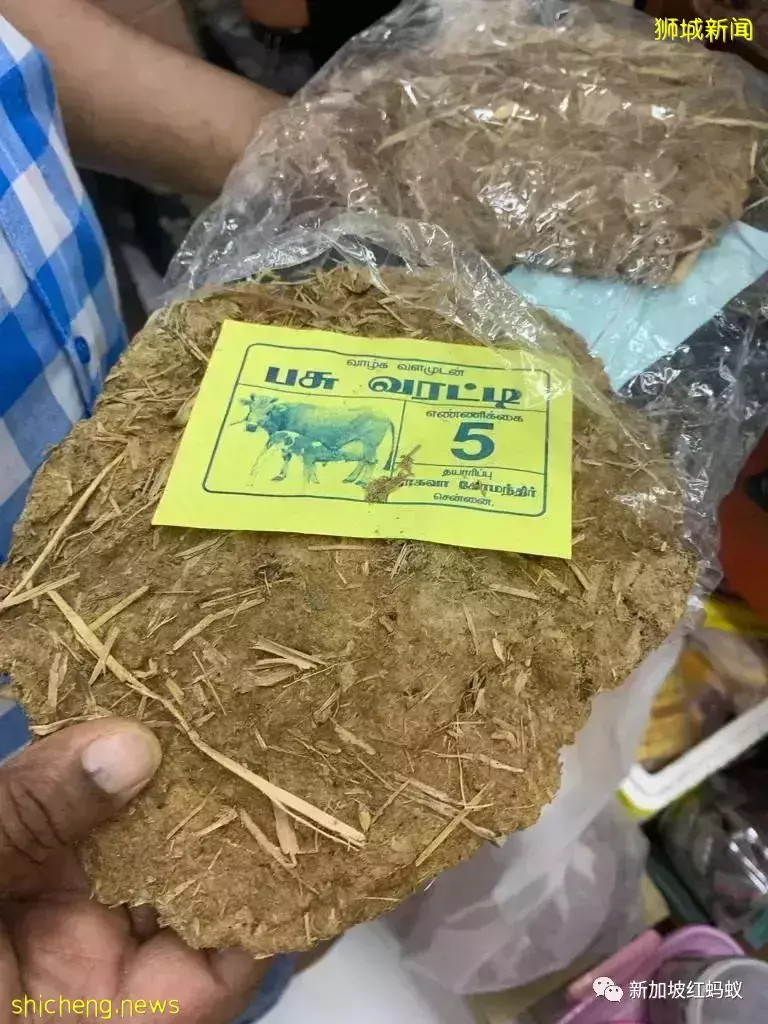 狮城新闻
வாழ்க வளமுடன்
பசு வரட்டி
எண்ணிக்கை
5
தயாரிப்பு
கோமந்திர்
சென்னை.
shicheng.news
新加坡红蚂蚁